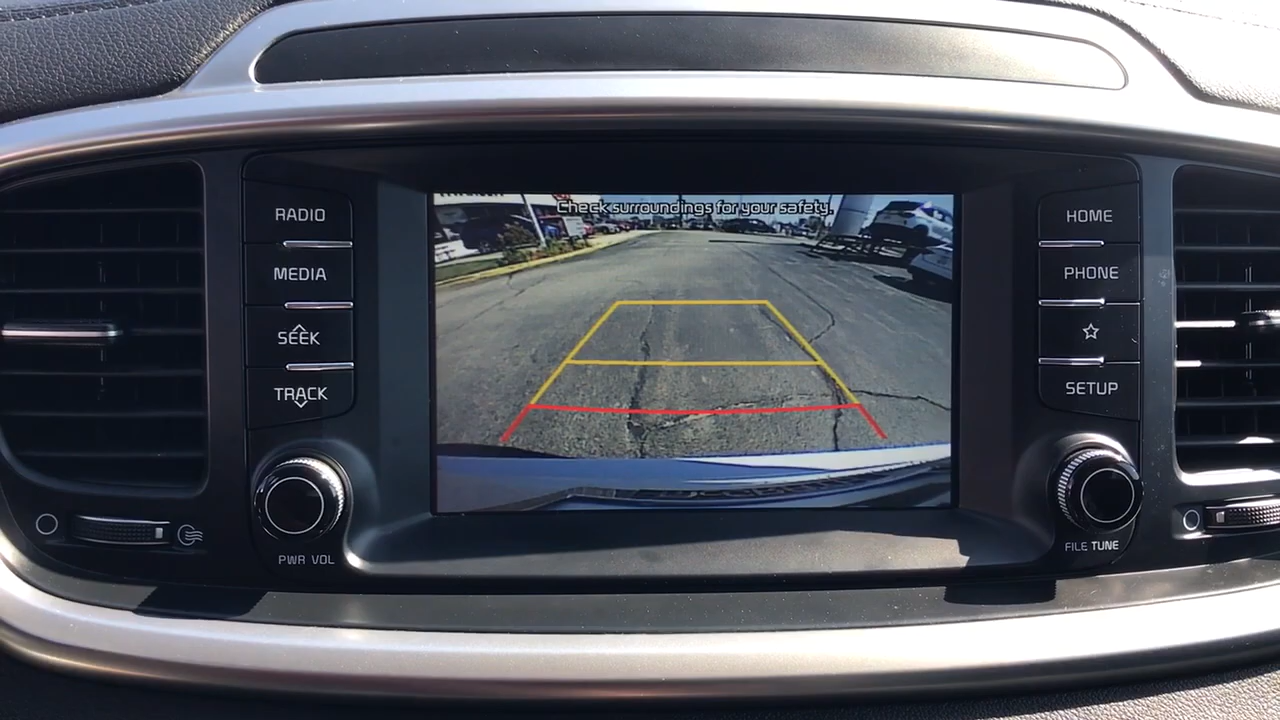 Check surroundings for your safety.
RADIO
MEDIA
SEEK
TRACK
PWR VOL
HOME
PHONE
SETUP
FILE TUNE